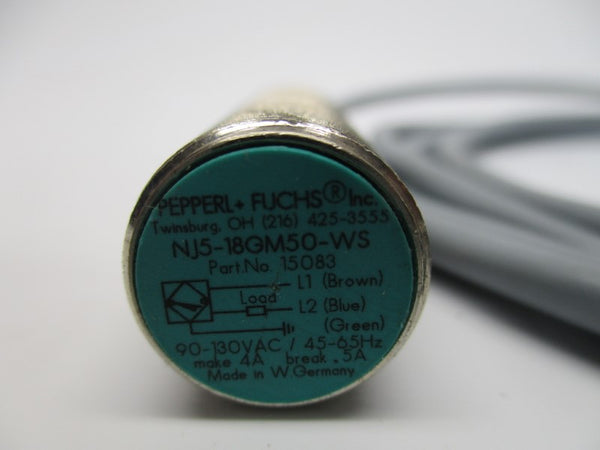 PEPPERL+ FUCHS® Inc.
Twinsburg, OH (216) 425-3555
NJ5-18GM50-WS
Part.No. 15083
L1 (Brown)
Load
L2 (Blue)
(Green)
90-130VAC / 45-65Hz
make 4A break .5A
Made in W.Germany